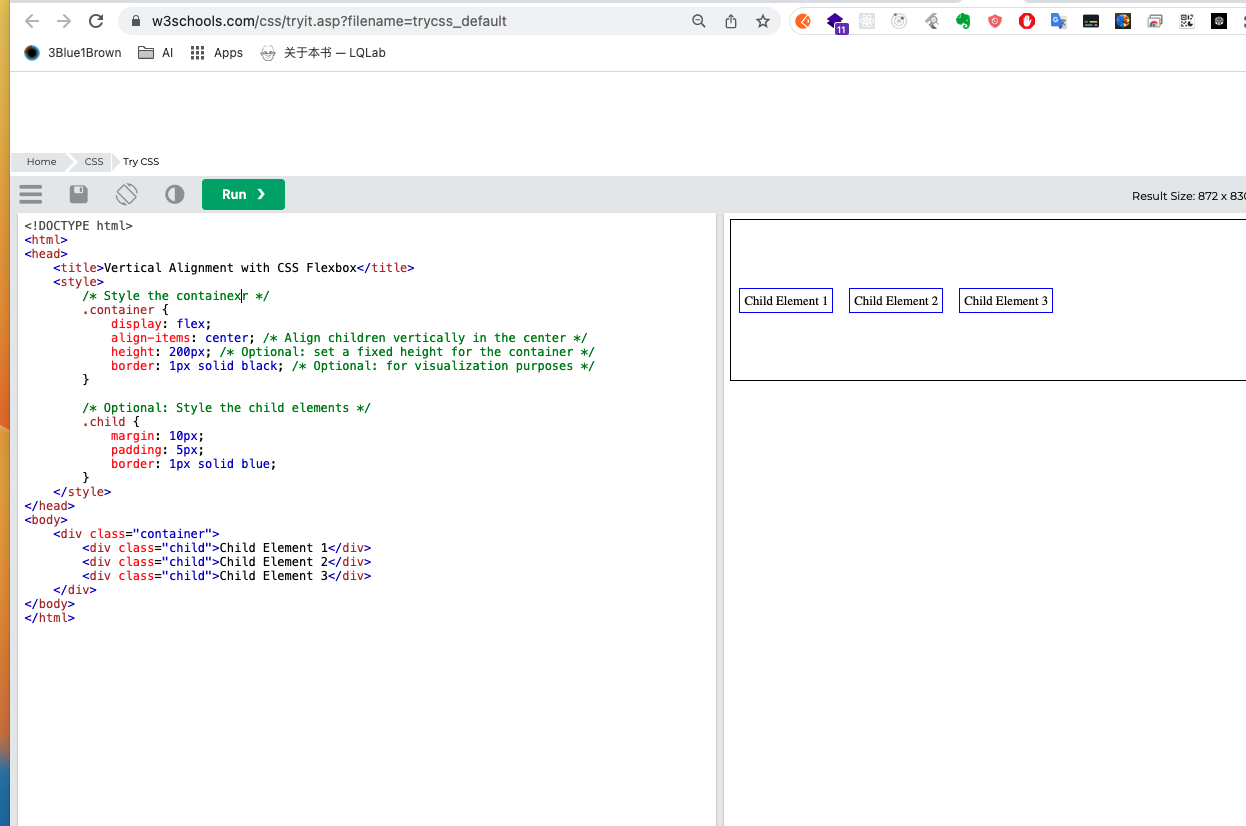 w3schools.com/css/tryit.asp?filename=trycss_default
11
3Blue1Brown AI Apps 关于本书 — LQLab
Home CSS Try CSS
Run ❯
Result Size: 872 x 830
<!DOCTYPE html>
<html>
<head>
    <title>Vertical Alignment with CSS Flexbox</title>
    <style>
        /* Style the containexr */
        .container {
            display: flex;
            align-items: center; /* Align children vertically in the center */
            height: 200px; /* Optional: set a fixed height for the container */
            border: 1px solid black; /* Optional: for visualization purposes */
        }
        /* Optional: Style the child elements */
        .child {
            margin: 10px;
            padding: 5px;
            border: 1px solid blue;
        }
    </style>
</head>
<body>
    <div class="container">
        <div class="child">Child Element 1</div>
        <div class="child">Child Element 2</div>
        <div class="child">Child Element 3</div>
    </div>
</body>
</html>
Child Element 1 Child Element 2 Child Element 3